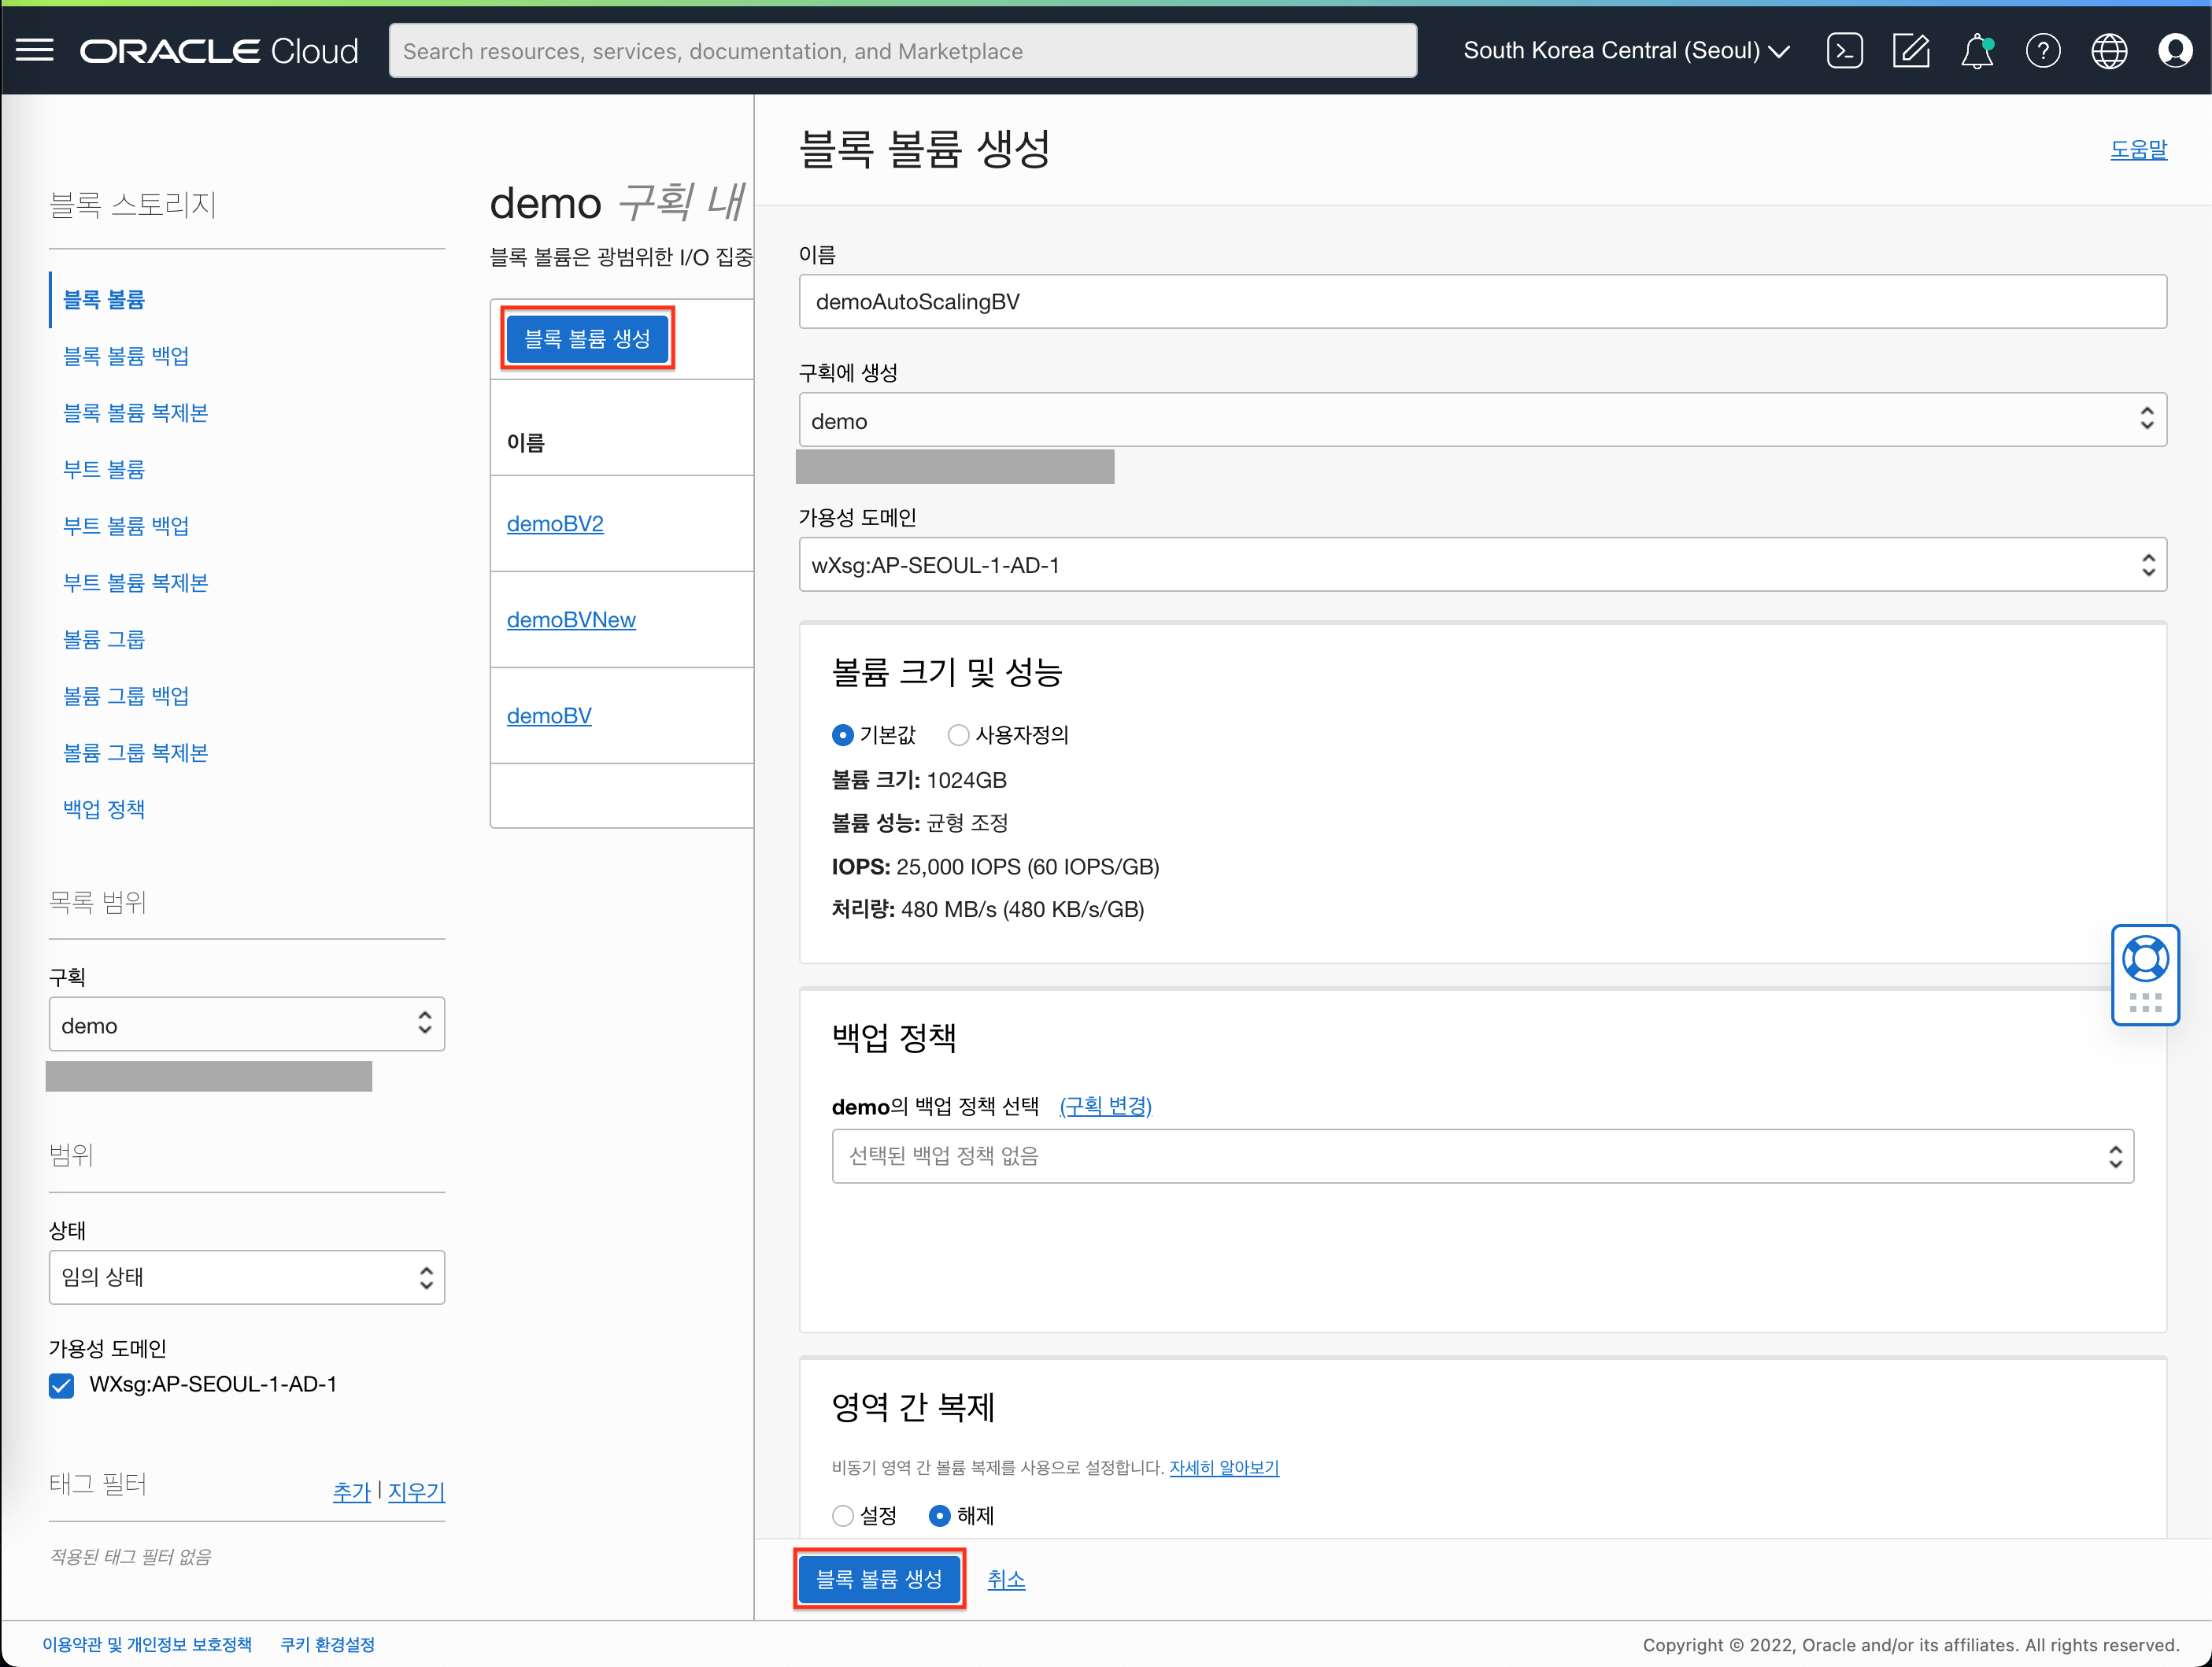 ORACLE Cloud
Search resources, services, documentation, and Marketplace
South Korea Central (Seoul)
블록 스토리지
블록 볼륨
블록 볼륨 백업
블록 볼륨 복제본
부트 볼륨
부트 볼륨 백업
부트 볼륨 복제본
볼륨 그룹
볼륨 그룹 백업
볼륨 그룹 복제본
백업 정책
목록 범위
구획
demo
범위
상태
임의 상태
가용성 도메인
WXsg:AP-SEOUL-1-AD-1
태그 필터
추가 | 지우기
적용된 태그 필터 없음
demo 구획 내
블록 볼륨은 광범위한 I/O 집중
블록 볼륨 생성
이름
demoBV2
demoBVNew
demoBV
블록 볼륨 생성
도움말
이름
demoAutoScalingBV
구획에 생성
demo
가용성 도메인
wXsg:AP-SEOUL-1-AD-1
볼륨 크기 및 성능
기본값 사용자정의
볼륨 크기: 1024GB
볼륨 성능: 균형 조정
IOPS: 25,000 IOPS (60 IOPS/GB)
처리량: 480 MB/s (480 KB/s/GB)
백업 정책
demo의 백업 정책 선택 (구획 변경)
선택된 백업 정책 없음
영역 간 복제
비동기 영역 간 볼륨 복제를 사용으로 설정합니다. 자세히 알아보기
설정 해제
블록 볼륨 생성 취소
이용약관 및 개인정보 보호정책 쿠키 환경설정
Copyright © 2022, Oracle and/or its affiliates. All rights reserved.